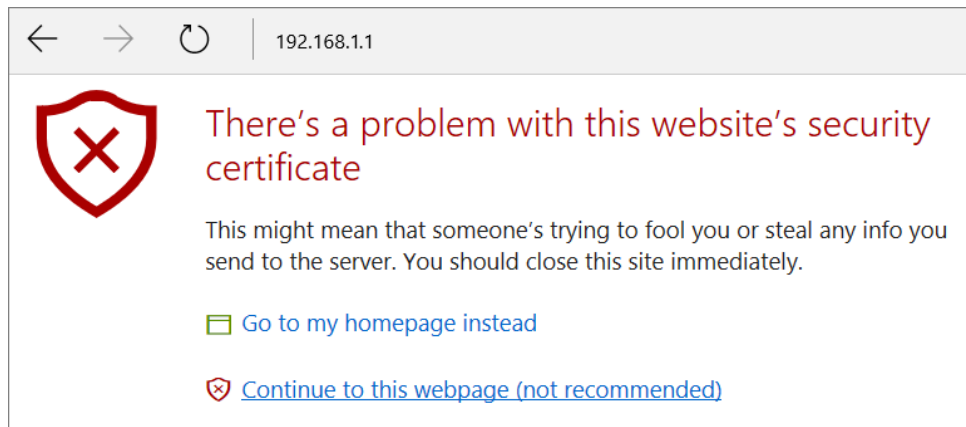 192.168.1.1
There's a problem with this website's security
certificate
This might mean that someone's trying to fool you or steal any info you
send to the server. You should close this site immediately.
Go to my homepage instead
Continue to this webpage (not recommended)